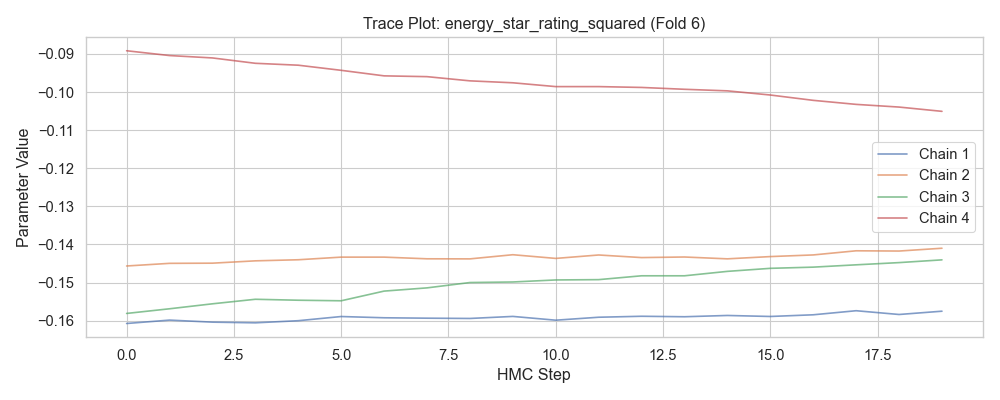 Trace Plot: energy_star_rating_squared (Fold 6)
Parameter Value
−0.09
−0.10
−0.11
−0.12
−0.13
−0.14
−0.15
−0.16
Chain 1
Chain 2
Chain 3
Chain 4
0.0 2.5 5.0 7.5 10.0 12.5 15.0 17.5
HMC Step